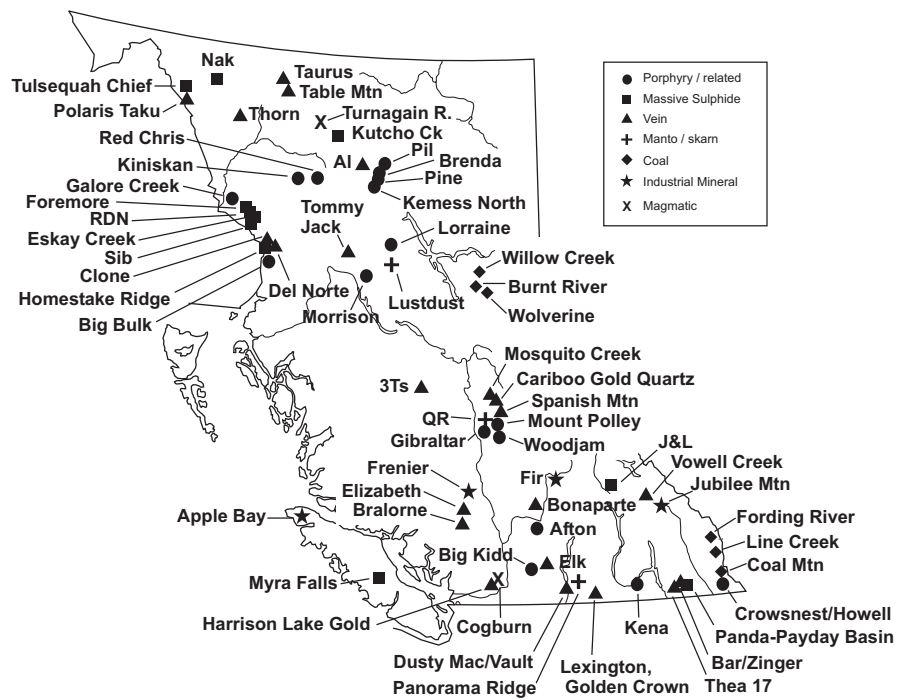 Nak
Taurus
Tulsequah Chief
Table Mtn
Polaris Taku
Thorn
Turnagain R.
Kutcho Ck
Red Chris
Al
Pil
Kiniskan
Brenda
Pine
Galore Creek
Foremore
Kemess North
RDN
Tommy
Jack
Lorraine
Eskay Creek
Sib
Willow Creek
Clone
Burnt River
Homestake Ridge
Del Norte
Lustdust
Wolverine
Big Bulk
Morrison
Porphyry / related
Massive Sulphide
Vein
Manto / skarn
Coal
Industrial Mineral
X
Magmatic
X
Mosquito Creek
3Ts
Cariboo Gold Quartz
Spanish Mtn
QR
Mount Polley
Gibraltar
Woodjam
J&L
Frenier
Fir
Vowell Creek
Jubilee Mtn
Elizabeth
Bonaparte
Bralorne
Apple Bay
Afton
Fording River
Line Creek
Big Kidd
Elk
Coal Mtn
Myra Falls
X
Harrison Lake Gold
Cogburn
Kena
Crowsnest/Howell
Panda-Payday Basin
Dusty Mac/Vault
Lexington,
Golden Crown
Bar/Zinger
Panorama Ridge
Thea 17